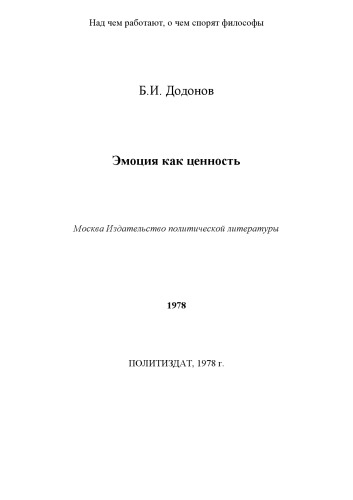 Над чем работают, о чем спорят философы
Б.И. Додонов
Эмоция как ценность
Москва Издательство политической литературы
1978
ПОЛИТИЗДАТ, 1978 г.